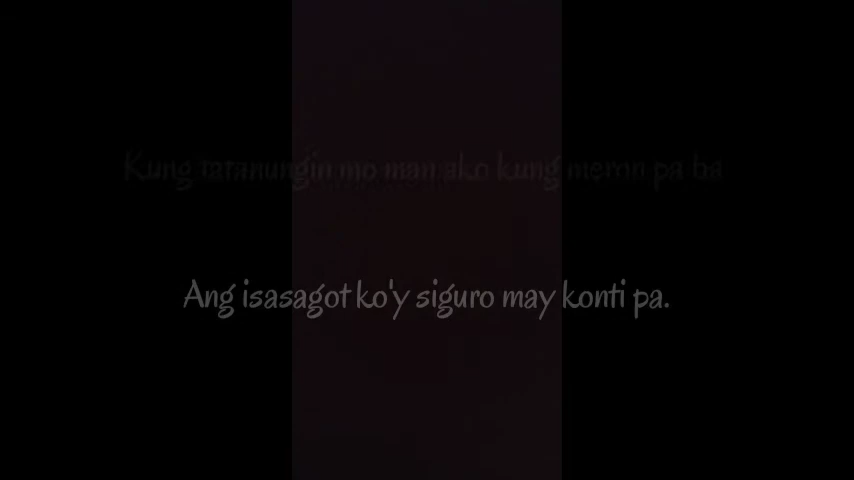 Kung tatanungin mo man ako kung meron pa ba
Ang isasagot ko'y siguro may konti pa.